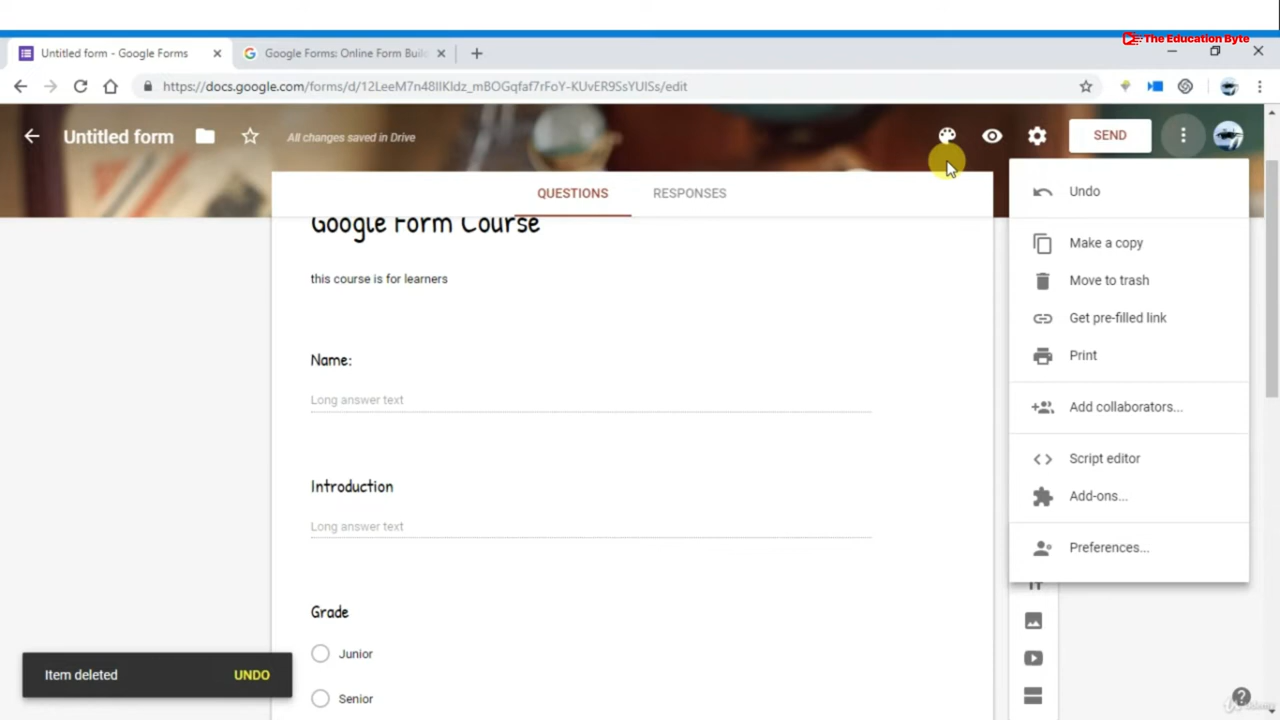 The Education Byte
Untitled form - Google Forms
Google Forms: Online Form Buil
https://docs.google.com/forms/d/12LeeM7n48IIKldz_mBOGqfaf7rFoY-KUvER9SsYUISs/edit
Untitled form
All changes saved in Drive
SEND
QUESTIONS
RESPONSES
Undo
Google Form Course
Make a copy
this course is for learners
Move to trash
Get pre-filled link
Name:
Print
Long answer text
Add collaborators...
Script editor
Introduction
Add-ons...
Long answer text
Preferences...
Grade
Junior
Item deleted
UNDO
Senior